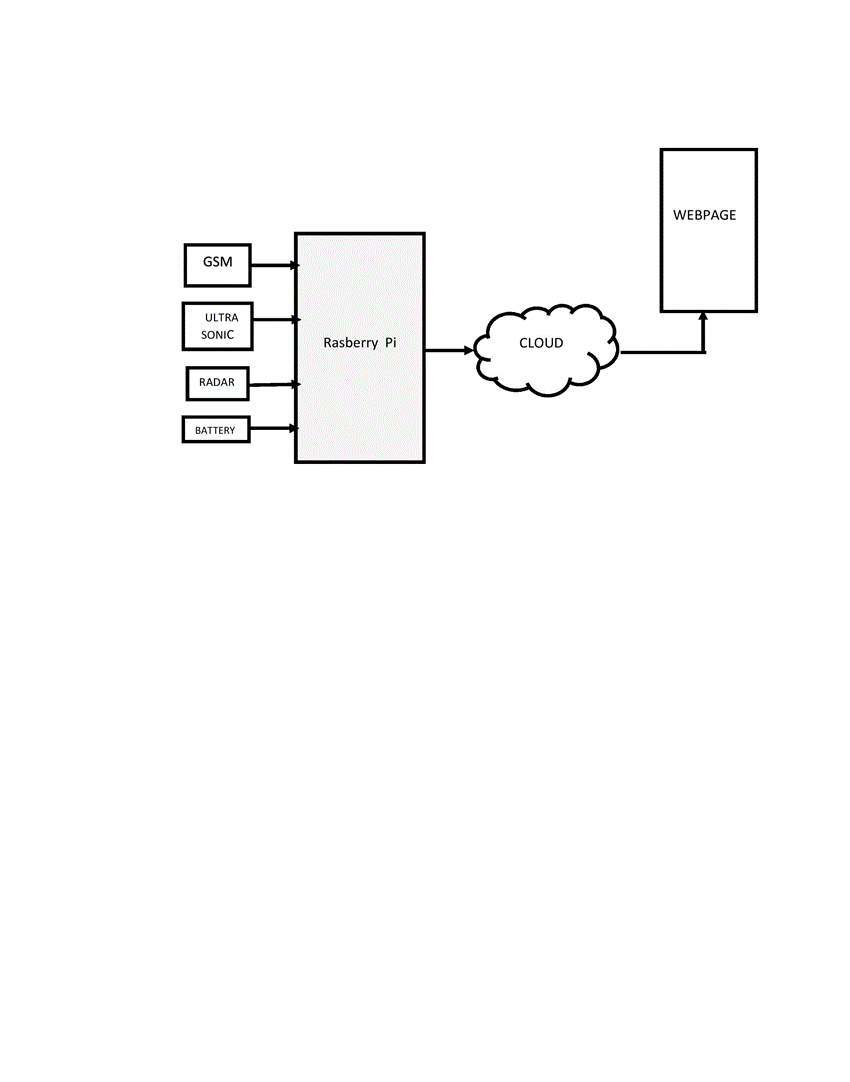 WEBPAGE
GSM
ULTRA
SONIC
Rasberry Pi
CLOUD
RADAR
BATTERY